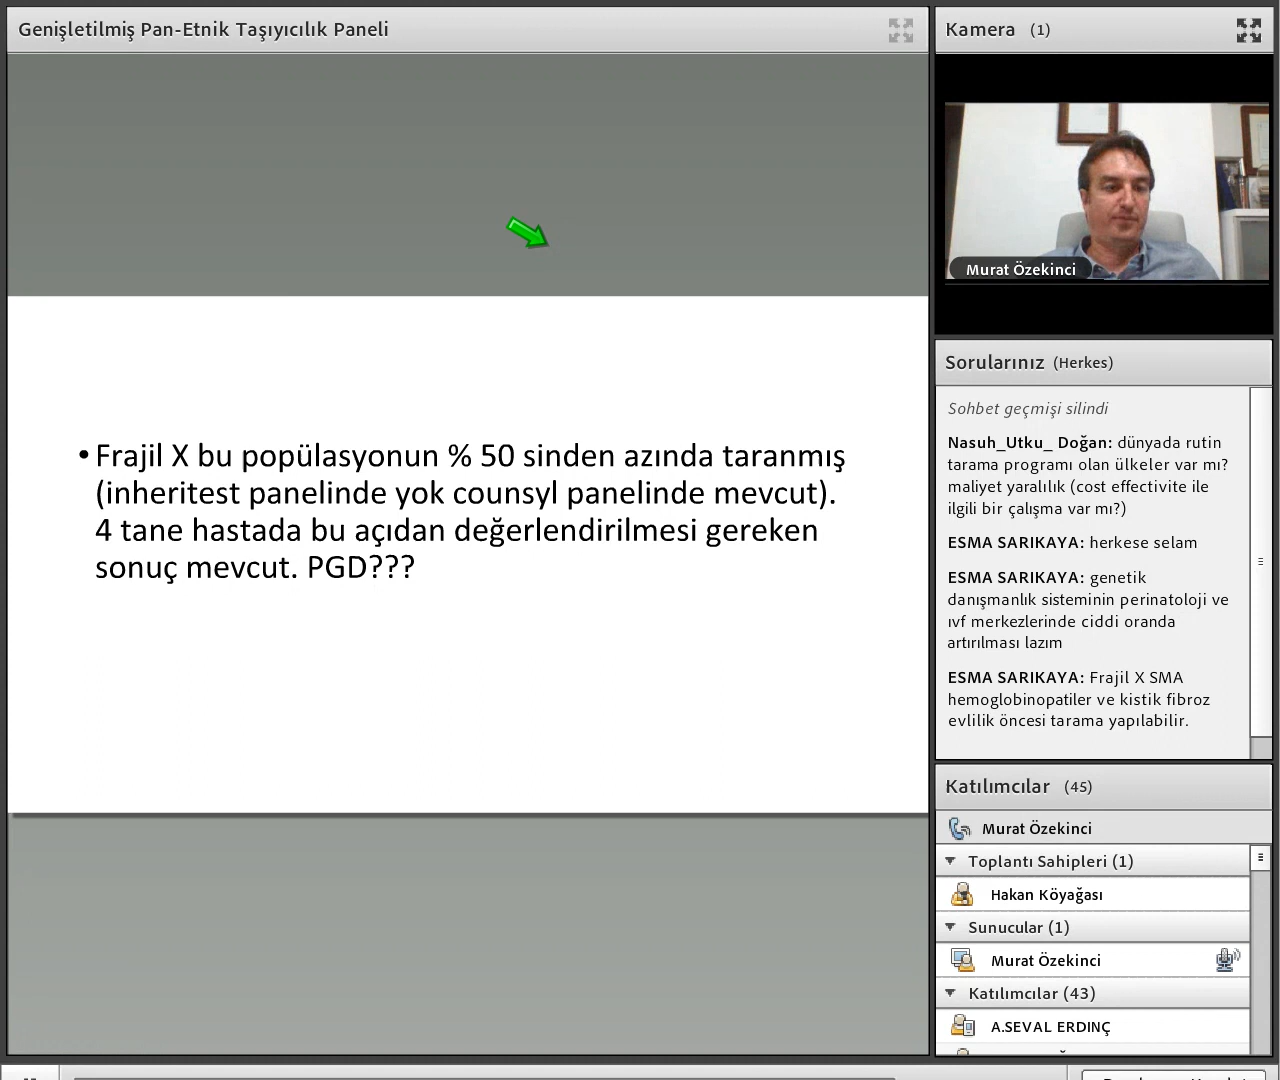 Genişletilmiş Pan-Etnik Taşıyıcılık Paneli
• Frajil X bu popülasyonun % 50 sinden azında taranmış
(inheritest panelinde yok counsyl panelinde mevcut).
4 tane hastada bu açıdan değerlendirilmesi gereken
sonuç mevcut. PGD???
Kamera (1)
Murat Özekinci
Sorularınız (Herkes)
Sohbet geçmişi silindi
Nasuh_Utku_ Doğan: dünyada rutin
tarama programı olan ülkeler var mı?
maliyet yaralılık (cost effectivite ile
ilgili bir çalışma var mı?)
ESMA SARIKAYA: herkese selam
ESMA SARIKAYA: genetik
danışmanlık sisteminin perinatoloji ve
ıvf merkezlerinde ciddi oranda
artırılması lazım
ESMA SARIKAYA: Frajil X SMA
hemoglobinopatiler ve kistik fibroz
evlilik öncesi tarama yapılabilir.
Katılımcılar (45)
Murat Özekinci
Toplantı Sahipleri (1)
Hakan Köyağası
Sunucular (1)
Murat Özekinci
Katılımcılar (43)
A.SEVAL ERDINÇ